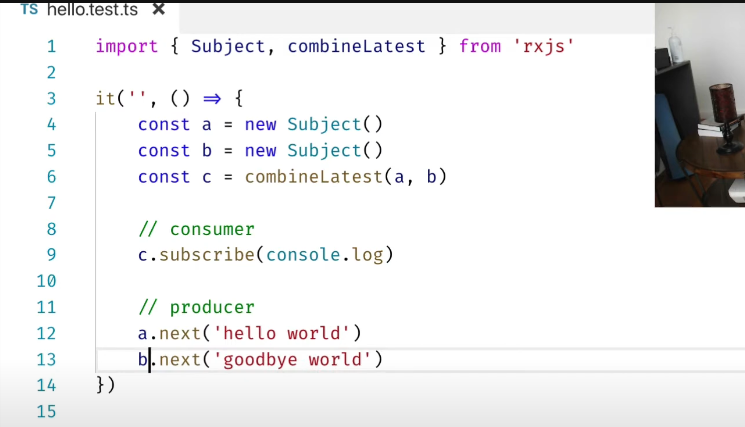 TS hello.test.ts ×
1 import { Subject, combineLatest } from 'rxjs'
2
3 it('', () => {
4 const a = new Subject()
5 const b = new Subject()
6 const c = combineLatest(a, b)
7
8 // consumer
9 c.subscribe(console.log)
10
11 // producer
12 a.next('hello world')
13 b.next('goodbye world')
14 })
15